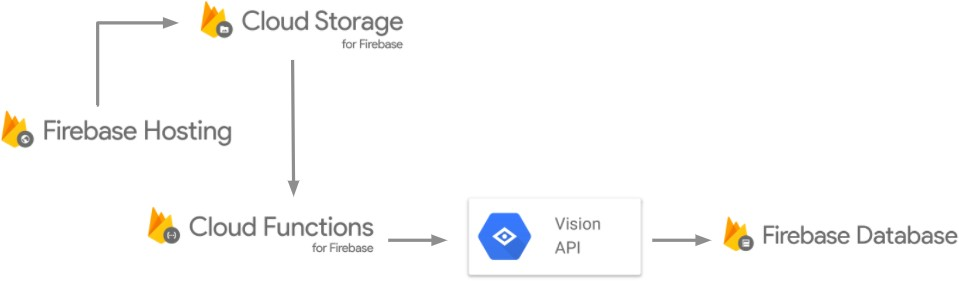 Cloud Storage
for Firebase
Firebase Hosting
Cloud Functions
for Firebase
Vision
API
Firebase Database